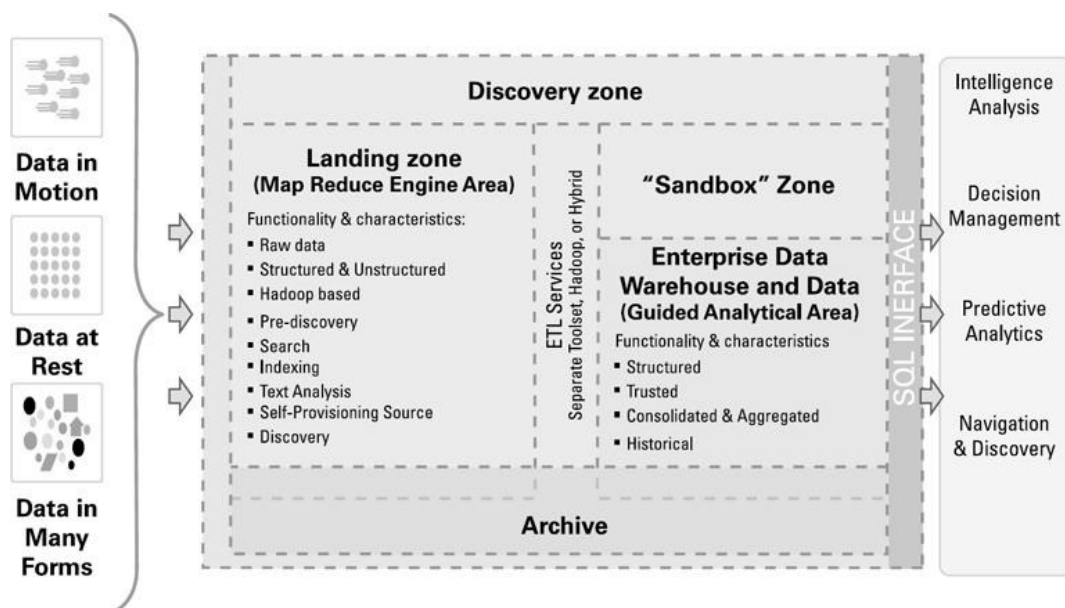 Data in
Motion
Data at
Rest
Data in
Many
Forms
Discovery zone
Landing zone
(Map Reduce Engine Area)
Functionality & characteristics:
▪ Raw data
▪ Structured & Unstructured
▪ Hadoop based
▪ Pre-discovery
▪ Search
▪ Indexing
▪ Text Analysis
▪ Self-Provisioning Source
▪ Discovery
ETL Services
Separate Toolset, Hadoop, or Hybrid
“Sandbox” Zone
Enterprise Data
Warehouse and Data
(Guided Analytical Area)
Functionality & characteristics
▪ Structured
▪ Trusted
▪ Consolidated & Aggregated
▪ Historical
Archive
SQL INERFACE
Intelligence
Analysis
Decision
Management
Predictive
Analytics
Navigation
& Discovery